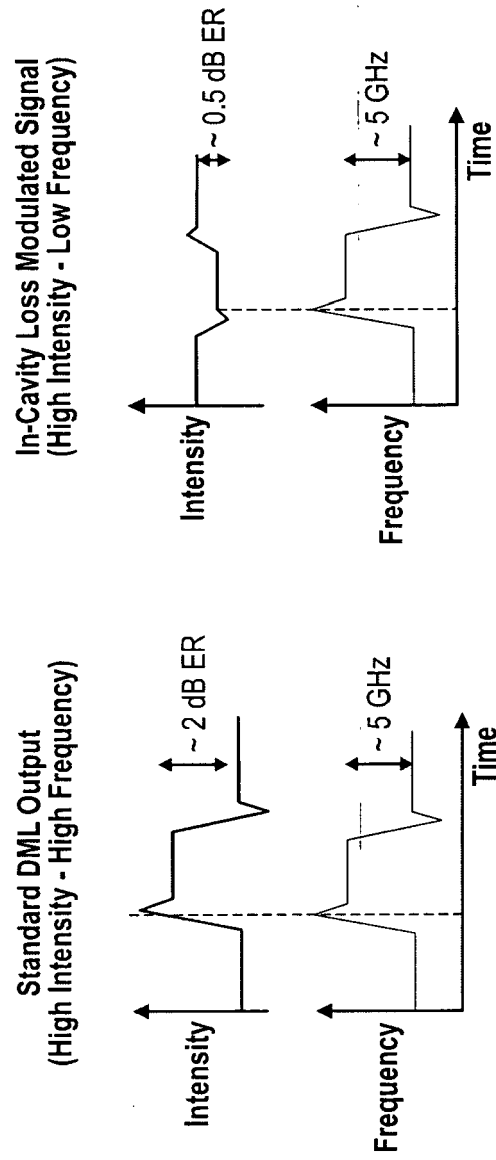 Standard DML Output
(High Intensity - High Frequency)
Intensity
~ 2 dB ER
Frequency
~ 5 GHz
Time
In-Cavity Loss Modulated Signal
(High Intensity - Low Frequency)
Intensity
~ 0.5 dB ER
Frequency
~ 5 GHz
Time